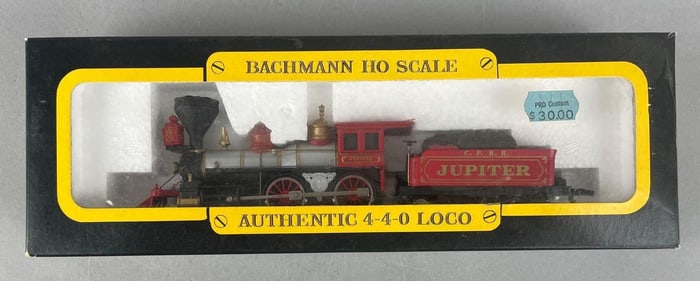 BACHMANN HO SCALE
PRO Custom
$30.00
C. P. R. R.
JUPITER
AUTHENTIC 4-4-0 LOCO